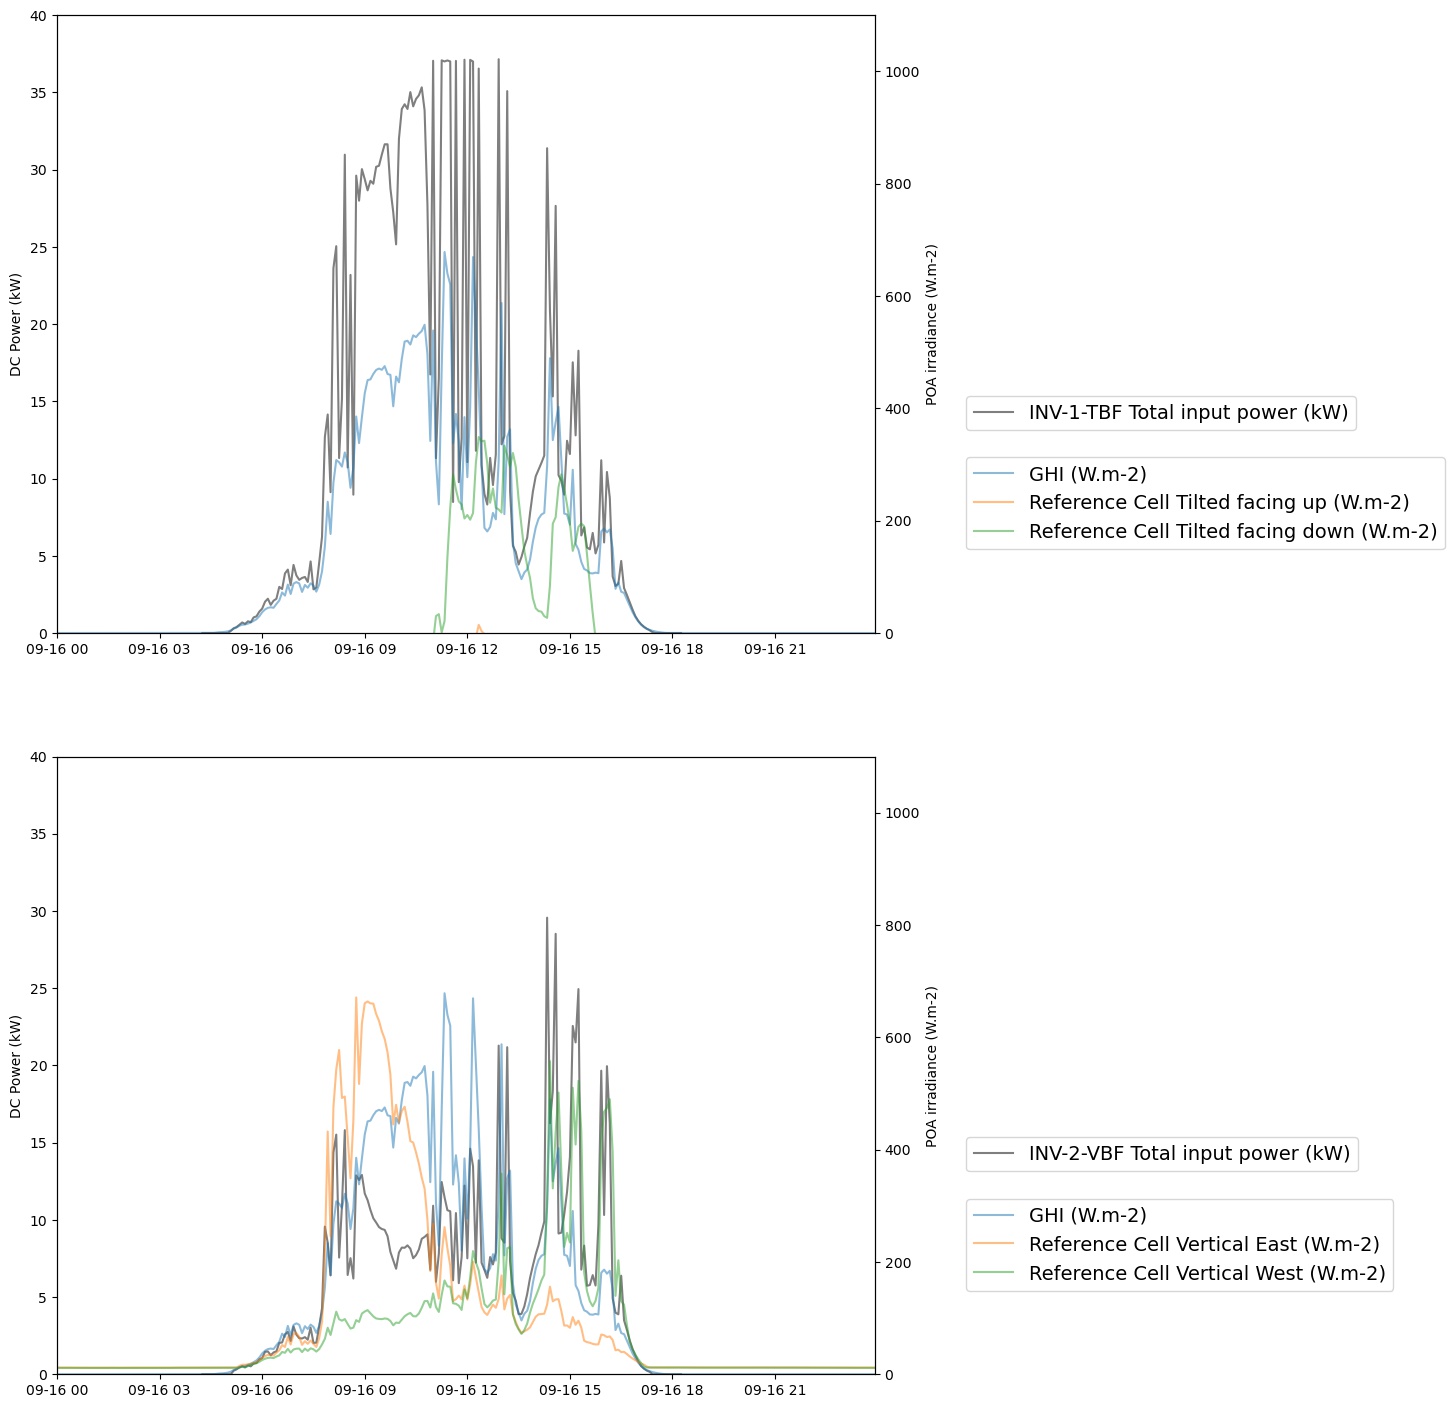 40
35
30
25
20
15
10
5
0
DC Power (kW)
1000
800
600
400
200
0
POA irradiance (W.m-2)
09-16 00 09-16 03 09-16 06 09-16 09 09-16 12 09-16 15 09-16 18 09-16 21
INV-1-TBF Total input power (kW)
GHI (W.m-2)
Reference Cell Tilted facing up (W.m-2)
Reference Cell Tilted facing down (W.m-2)
40
35
30
25
20
15
10
5
0
DC Power (kW)
1000
800
600
400
200
0
POA irradiance (W.m-2)
09-16 00 09-16 03 09-16 06 09-16 09 09-16 12 09-16 15 09-16 18 09-16 21
INV-2-VBF Total input power (kW)
GHI (W.m-2)
Reference Cell Vertical East (W.m-2)
Reference Cell Vertical West (W.m-2)